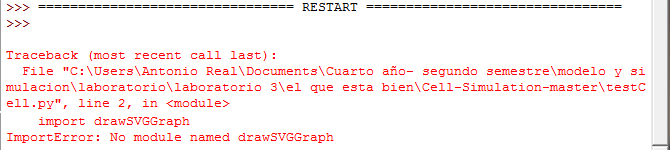 >>> ================================ RESTART ================================
>>>
Traceback (most recent call last):
  File "C:\Users\Antonio Real\Documents\Cuarto año- segundo semestre\modelo y si
mulacion\laboratorio\laboratorio 3\el que esta bien\Cell-Simulation-master\testC
ell.py", line 2, in <module>
    import drawSVGGraph
ImportError: No module named drawSVGGraph